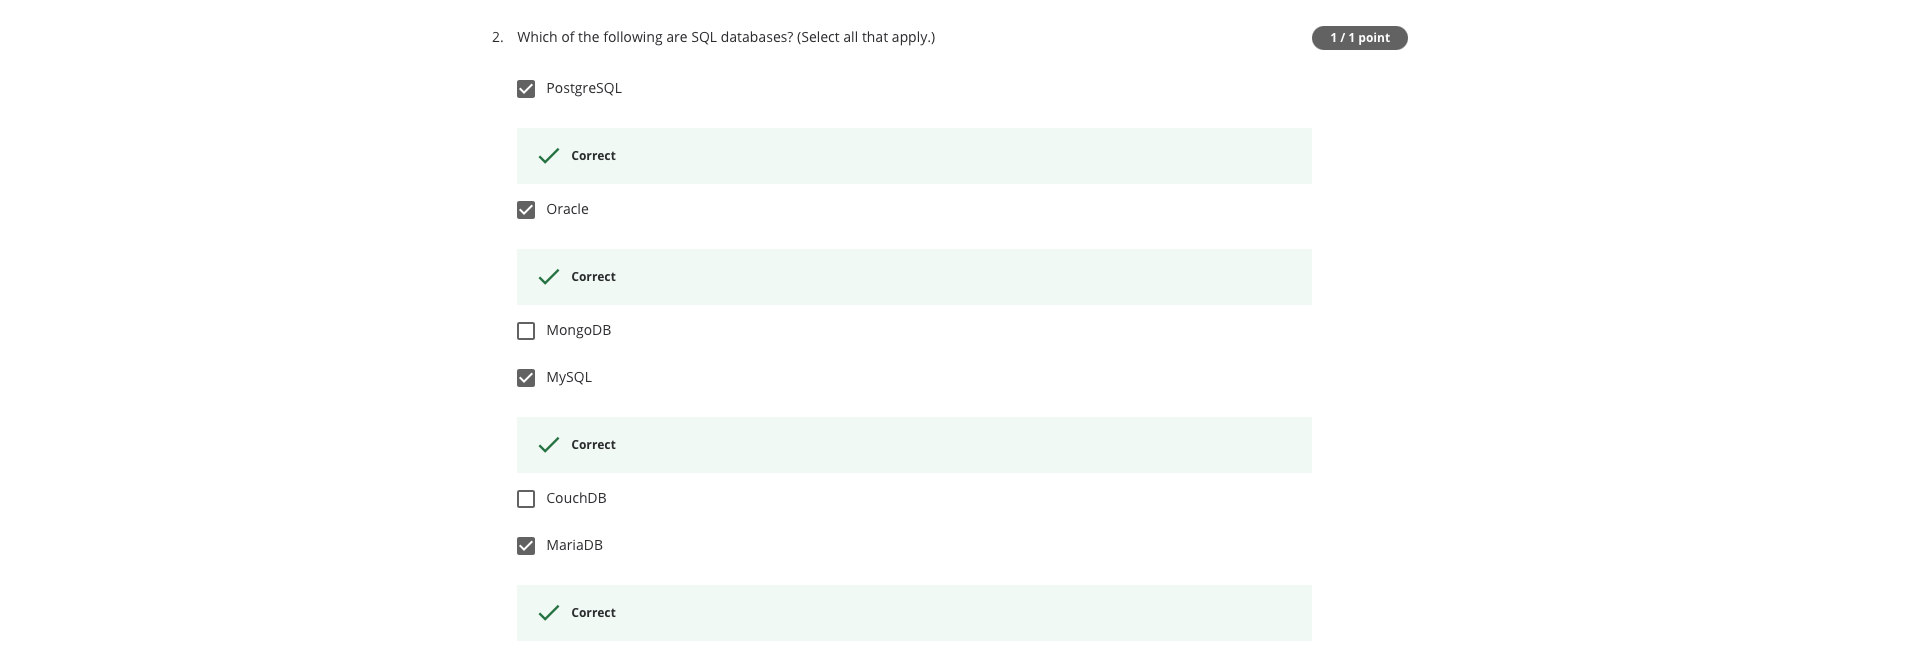 2. Which of the following are SQL databases? (Select all that apply.) 1 / 1 point
PostgreSQL
Correct
Oracle
Correct
MongoDB
MySQL
Correct
CouchDB
MariaDB
Correct